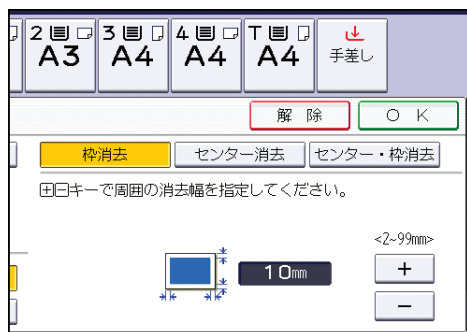 2 3 4 T
A3 A4 A4 A4 手差し
解 除 O K
枠消去 センター消去 センター・枠消去
⊞⊟キーで周囲の消去幅を指定してください。
<2~99mm>
10mm +
−